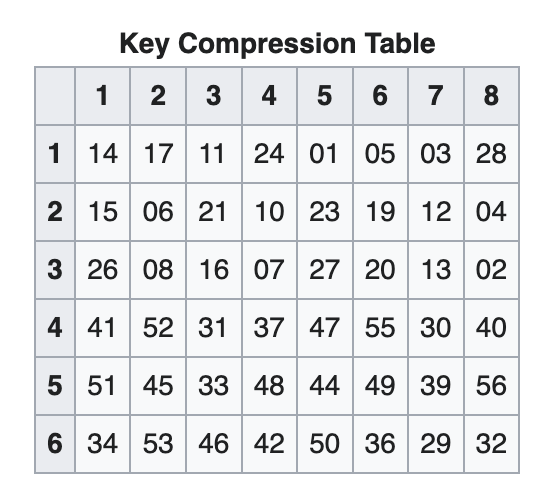 Key Compression Table
1 2 3 4 5 6 7 8
1 14 17 11 24 01 05 03 28
2 15 06 21 10 23 19 12 04
3 26 08 16 07 27 20 13 02
4 41 52 31 37 47 55 30 40
5 51 45 33 48 44 49 39 56
6 34 53 46 42 50 36 29 32